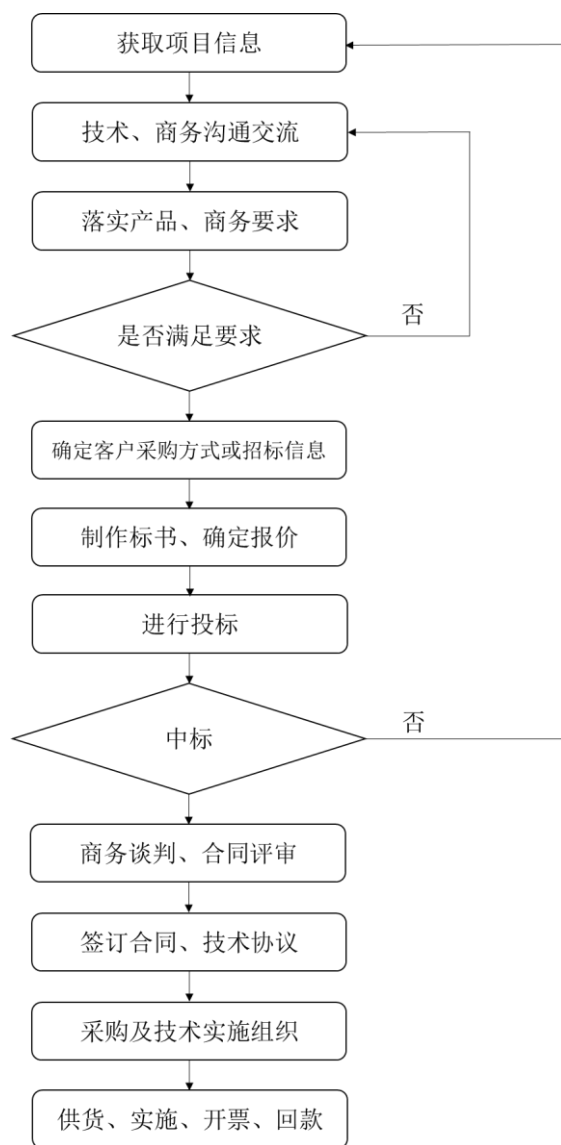 获取项目信息
技术、商务沟通交流
落实产品、商务要求
是否满足要求
否
确定客户采购方式或招标信息
制作标书、确定报价
进行投标
中标
否
商务谈判、合同评审
签订合同、技术协议
采购及技术实施组织
供货、实施、开票、回款